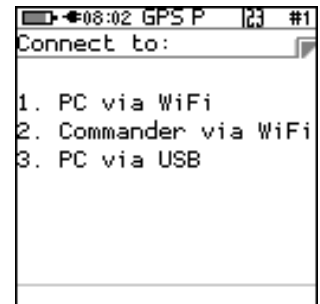 08:02 GPS P 123 #1
Connect to:
1. PC via WiFi
2. Commander via WiFi
3. PC via USB